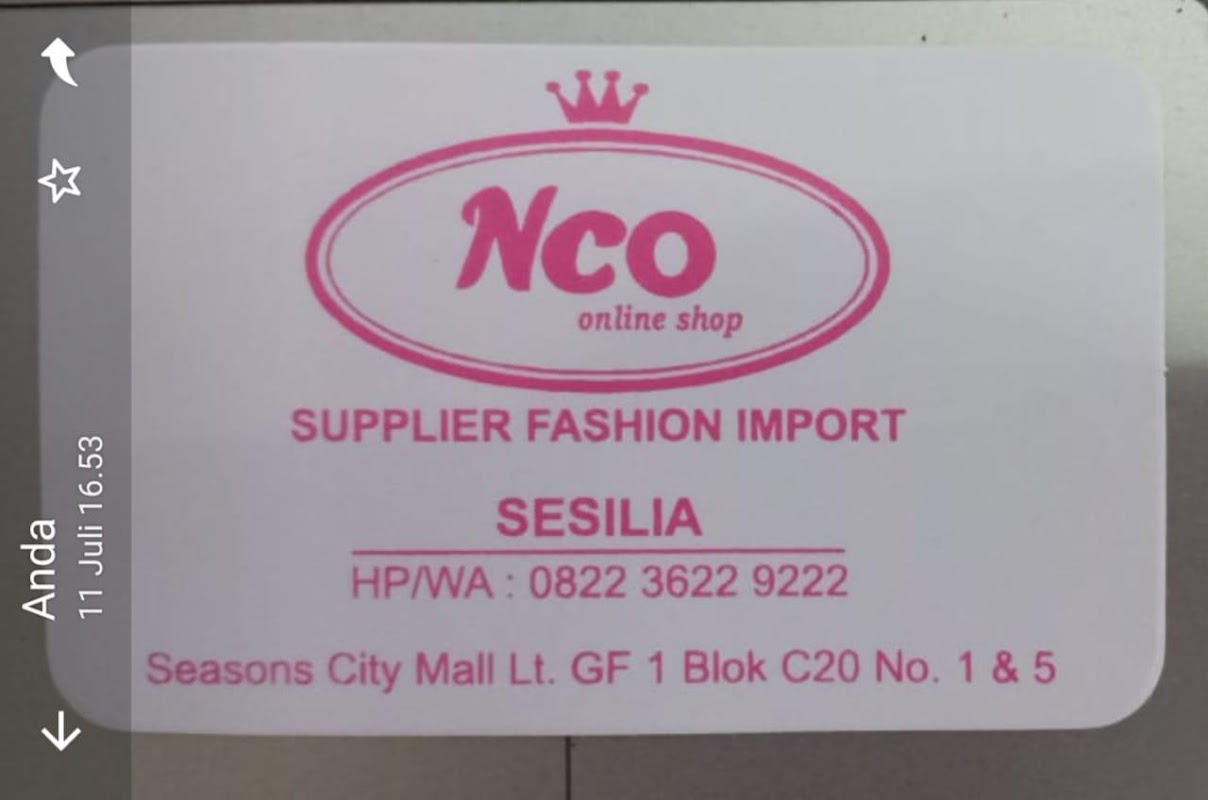 Nco
online shop
SUPPLIER FASHION IMPORT
SESILIA
HP/WA : 0822 3622 9222
Seasons City Mall Lt. GF 1 Blok C20 No. 1 & 5
Anda
11 Juli 16.53